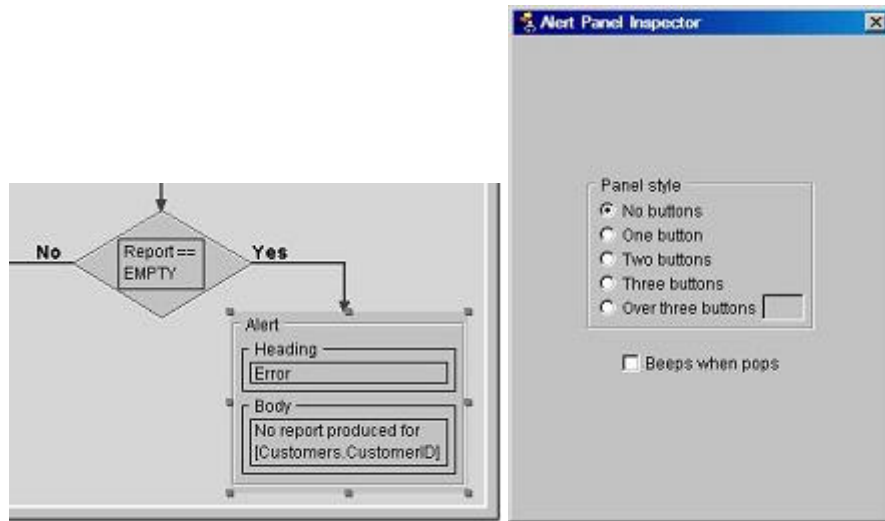 No
Report ==
EMPTY
Yes
Alert
Heading
Error
Body
No report produced for
[Customers.CustomerID]
Alert Panel Inspector
Panel style
No buttons
One button
Two buttons
Three buttons
Over three buttons
Beeps when pops